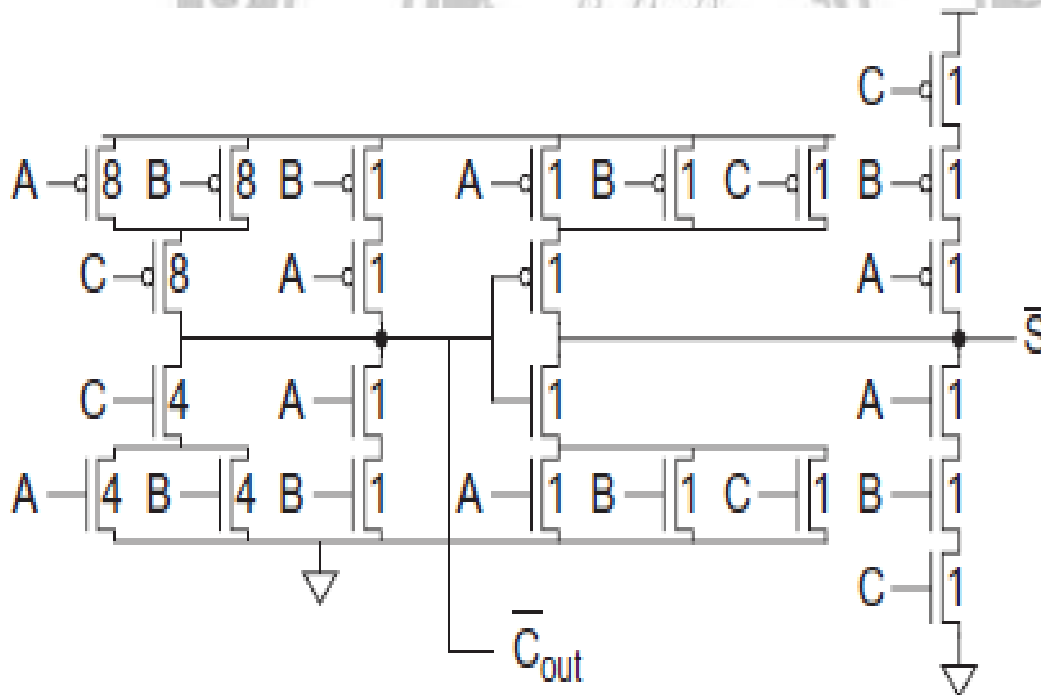 C 1
A 8 B 8 B 1 A 1 B 1 C 1 B 1
C 8 A 1 1 A 1
S̅
C 4 A 1 1 A 1
A 4 B 4 B 1 A 1 B 1 C 1 B 1
C 1
C̅out